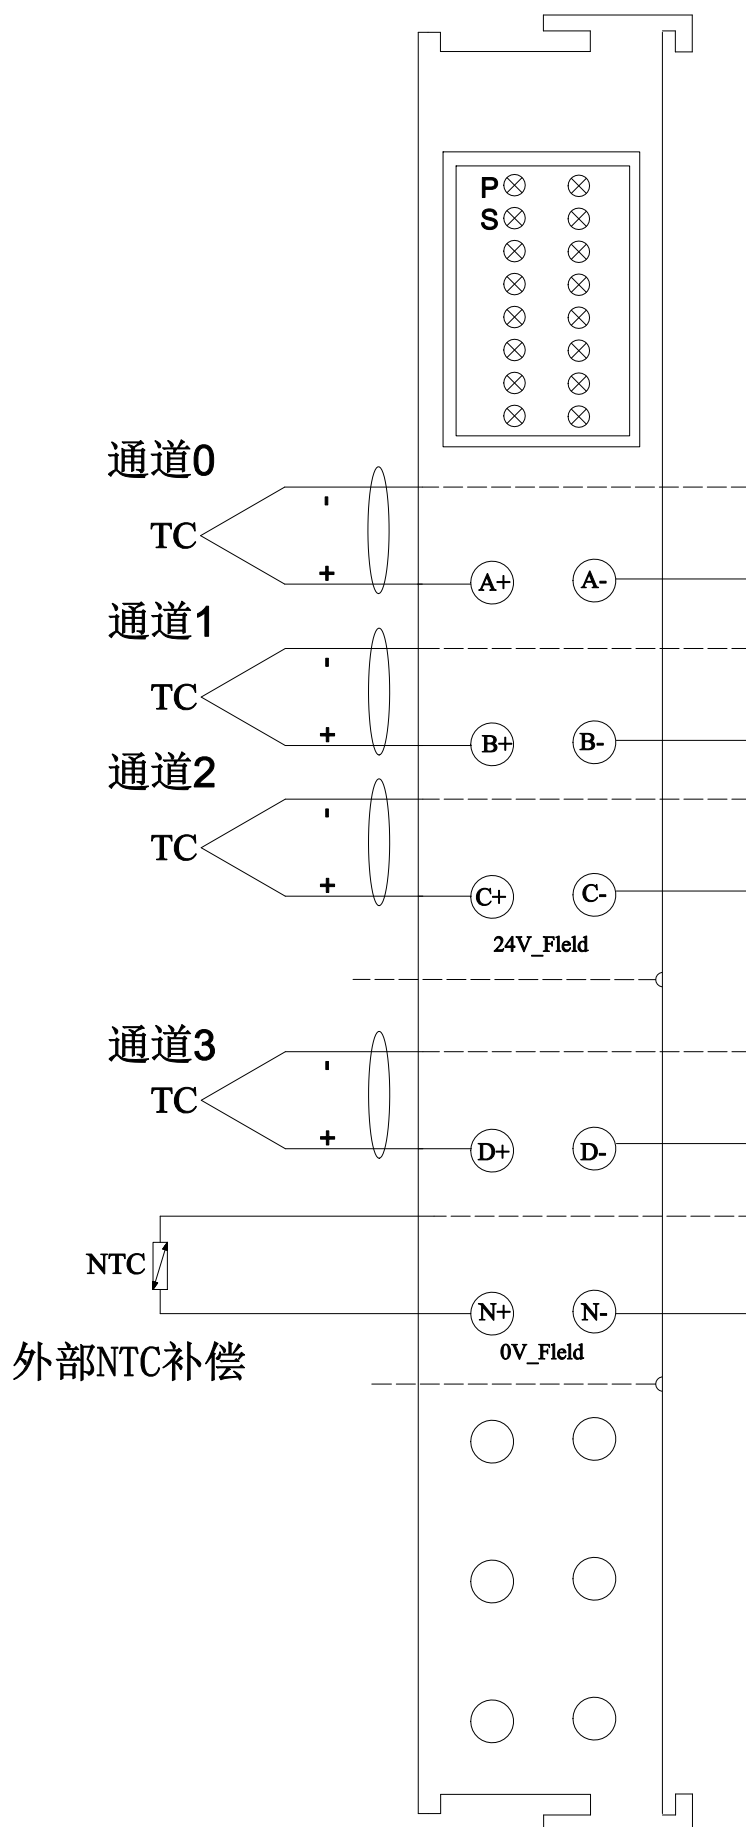 P
S
通道0
-
TC
+
A+ A-
通道1
-
TC
+
B+ B-
通道2
-
TC
+
C+ C-
24V_Fleld
通道3
-
TC
+
D+ D-
NTC
N+ N-
外部NTC补偿
0V_Fleld